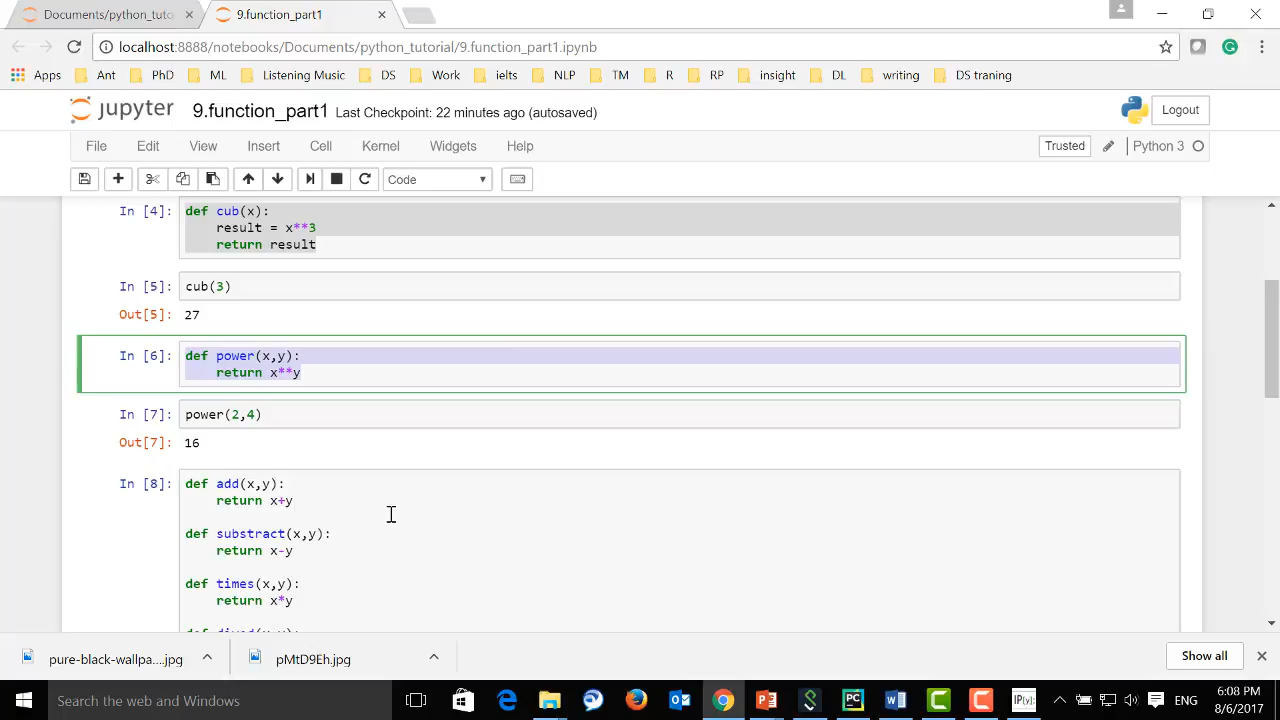 Documents/python_tuto
9.function_part1
localhost:8888/notebooks/Documents/python_tutorial/9.function_part1.ipynb
Apps Ant PhD ML Listening Music DS Work ielts NLP TM R RP insight DL writing DS traning
jupyter 9.function_part1 Last Checkpoint: 22 minutes ago (autosaved) Logout
File Edit View Insert Cell Kernel Widgets Help Trusted Python 3
Code
In [4]: def cub(x):
result = x**3
return result
In [5]: cub(3)
Out[5]: 27
In [6]: def power(x,y):
return x**y
In [7]: power(2,4)
Out[7]: 16
In [8]: def add(x,y):
return x+y
def substract(x,y):
return x-y
def times(x,y):
return x*y
pure-black-wallpa....jpg pMtD9Eh.jpg Show all
Search the web and Windows ENG 6:08 PM
8/6/2017